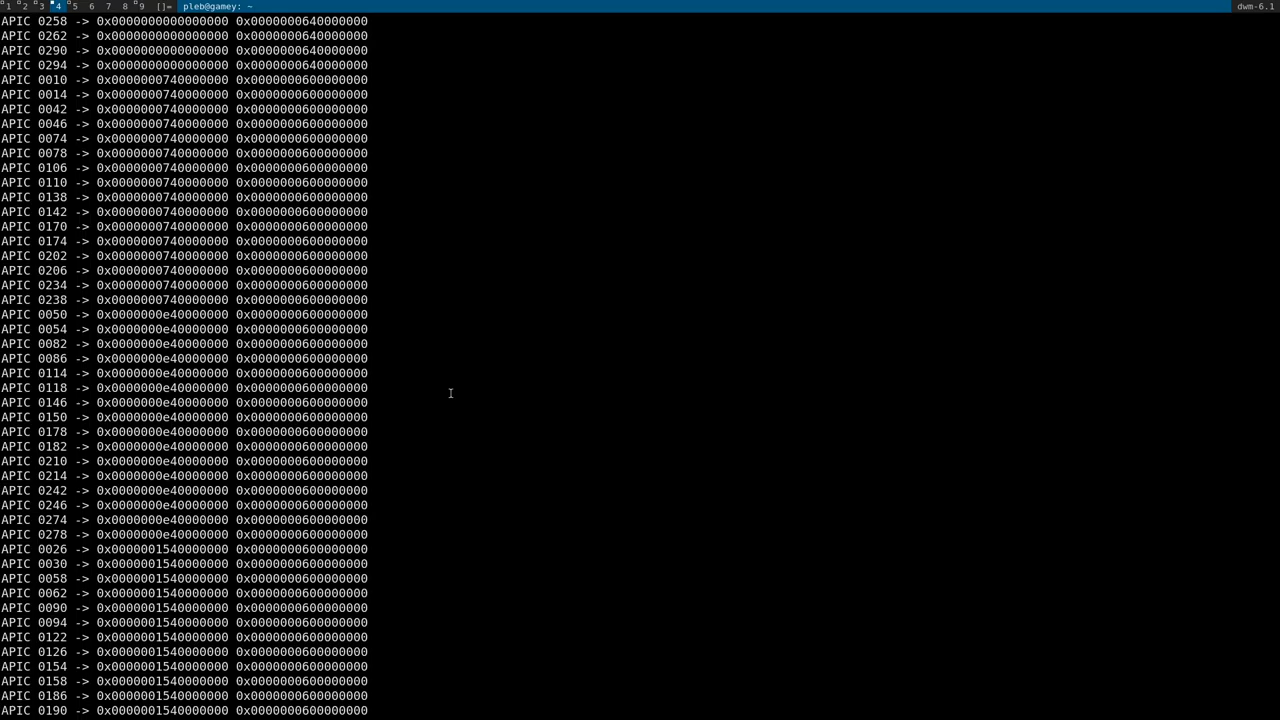 1 2 3 4 5 6 7 8 9 []= pleb@gamey: ~ dwm-6.1
APIC 0258 -> 0x0000000000000000 0x0000000640000000
APIC 0262 -> 0x0000000000000000 0x0000000640000000
APIC 0290 -> 0x0000000000000000 0x0000000640000000
APIC 0294 -> 0x0000000000000000 0x0000000640000000
APIC 0010 -> 0x0000000740000000 0x0000000600000000
APIC 0014 -> 0x0000000740000000 0x0000000600000000
APIC 0042 -> 0x0000000740000000 0x0000000600000000
APIC 0046 -> 0x0000000740000000 0x0000000600000000
APIC 0074 -> 0x0000000740000000 0x0000000600000000
APIC 0078 -> 0x0000000740000000 0x0000000600000000
APIC 0106 -> 0x0000000740000000 0x0000000600000000
APIC 0110 -> 0x0000000740000000 0x0000000600000000
APIC 0138 -> 0x0000000740000000 0x0000000600000000
APIC 0142 -> 0x0000000740000000 0x0000000600000000
APIC 0170 -> 0x0000000740000000 0x0000000600000000
APIC 0174 -> 0x0000000740000000 0x0000000600000000
APIC 0202 -> 0x0000000740000000 0x0000000600000000
APIC 0206 -> 0x0000000740000000 0x0000000600000000
APIC 0234 -> 0x0000000740000000 0x0000000600000000
APIC 0238 -> 0x0000000740000000 0x0000000600000000
APIC 0050 -> 0x0000000e40000000 0x0000000600000000
APIC 0054 -> 0x0000000e40000000 0x0000000600000000
APIC 0082 -> 0x0000000e40000000 0x0000000600000000
APIC 0086 -> 0x0000000e40000000 0x0000000600000000
APIC 0114 -> 0x0000000e40000000 0x0000000600000000
APIC 0118 -> 0x0000000e40000000 0x0000000600000000
APIC 0146 -> 0x0000000e40000000 0x0000000600000000
APIC 0150 -> 0x0000000e40000000 0x0000000600000000
APIC 0178 -> 0x0000000e40000000 0x0000000600000000
APIC 0182 -> 0x0000000e40000000 0x0000000600000000
APIC 0210 -> 0x0000000e40000000 0x0000000600000000
APIC 0214 -> 0x0000000e40000000 0x0000000600000000
APIC 0242 -> 0x0000000e40000000 0x0000000600000000
APIC 0246 -> 0x0000000e40000000 0x0000000600000000
APIC 0274 -> 0x0000000e40000000 0x0000000600000000
APIC 0278 -> 0x0000000e40000000 0x0000000600000000
APIC 0026 -> 0x0000001540000000 0x0000000600000000
APIC 0030 -> 0x0000001540000000 0x0000000600000000
APIC 0058 -> 0x0000001540000000 0x0000000600000000
APIC 0062 -> 0x0000001540000000 0x0000000600000000
APIC 0090 -> 0x0000001540000000 0x0000000600000000
APIC 0094 -> 0x0000001540000000 0x0000000600000000
APIC 0122 -> 0x0000001540000000 0x0000000600000000
APIC 0126 -> 0x0000001540000000 0x0000000600000000
APIC 0154 -> 0x0000001540000000 0x0000000600000000
APIC 0158 -> 0x0000001540000000 0x0000000600000000
APIC 0186 -> 0x0000001540000000 0x0000000600000000
APIC 0190 -> 0x0000001540000000 0x0000000600000000